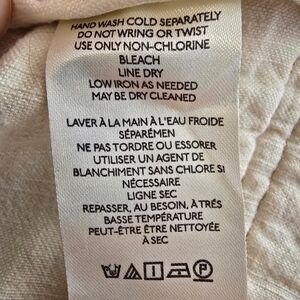 HAND WASH COLD SEPARATELY
DO NOT WRING OR TWIST
USE ONLY NON-CHLORINE
BLEACH
LINE DRY
LOW IRON AS NEEDED
MAY BE DRY CLEANED
LAVER À LA MAIN À L'EAU FROIDE
SÉPARÉMEN
NE PAS TORDRE OU ESSORER
UTILISER UN AGENT DE
BLANCHIMENT SANS CHLORE SI
NÉCESSAIRE
LIGNE SEC
REPASSER, AU BESOIN, À TRÉS
BASSE TEMPÉRATURE
PEUT-ÊTRE ÊTRE NETTOYÉE
À SEC
P